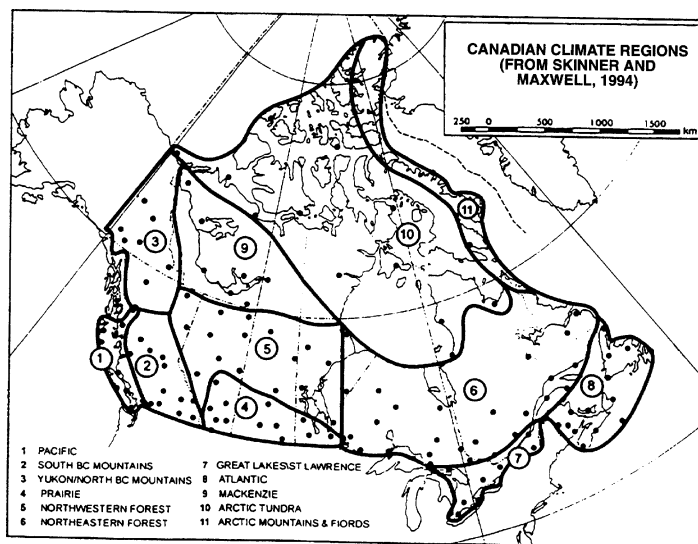 CANADIAN CLIMATE REGIONS
(FROM SKINNER AND
MAXWELL, 1994)
250 0 500 1000 1500 km
11
10
3
9
1
2
5
4
6
8
7
1 PACIFIC
2 SOUTH BC MOUNTAINS
3 YUKON/NORTH BC MOUNTAINS
4 PRAIRIE
5 NORTHWESTERN FOREST
6 NORTHEASTERN FOREST
7 GREAT LAKES\ST LAWRENCE
8 ATLANTIC
9 MACKENZIE
10 ARCTIC TUNDRA
11 ARCTIC MOUNTAINS & FIORDS